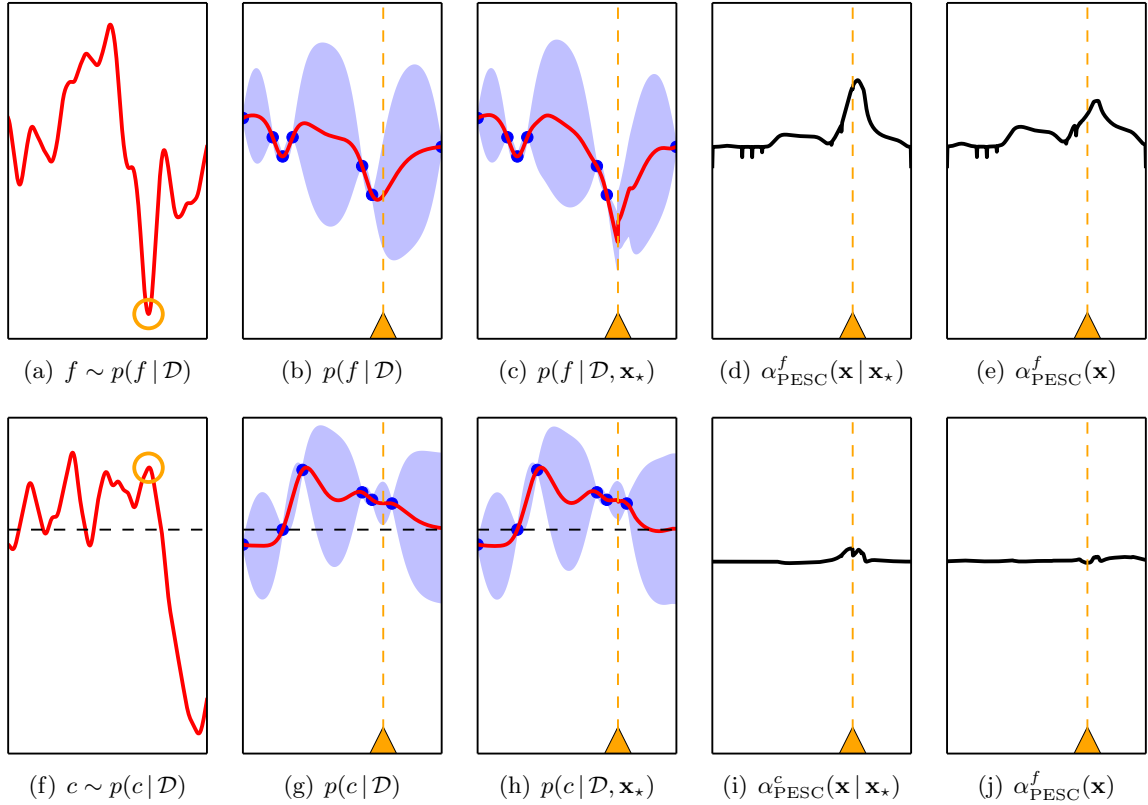 (a) f ∼ p(f | 𝒟)
(b) p(f | 𝒟)
(c) p(f | 𝒟, x⋆)
(d) α^f_PESC(x | x⋆)
(e) α^f_PESC(x)
(f) c ∼ p(c | 𝒟)
(g) p(c | 𝒟)
(h) p(c | 𝒟, x⋆)
(i) α^c_PESC(x | x⋆)
(j) α^f_PESC(x)